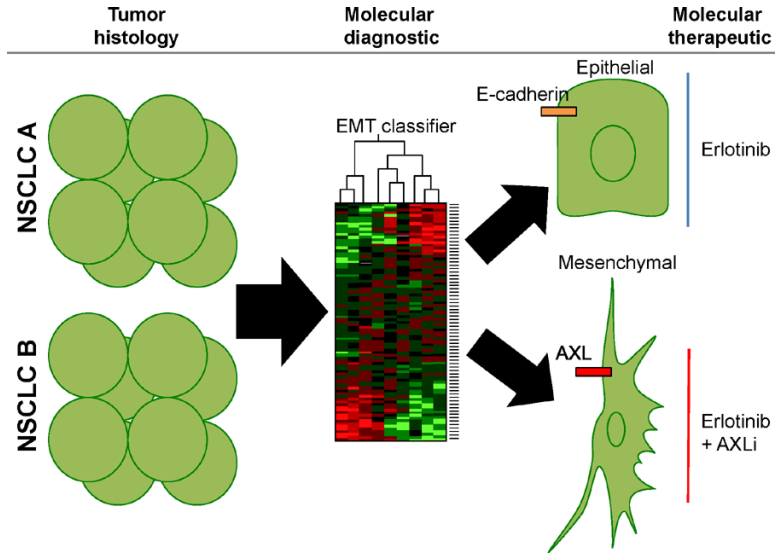 Tumor
histology
Molecular
diagnostic
Molecular
therapeutic
NSCLC A
NSCLC B
EMT classifier
Epithelial
E-cadherin
Erlotinib
Mesenchymal
AXL
Erlotinib
+ AXLi